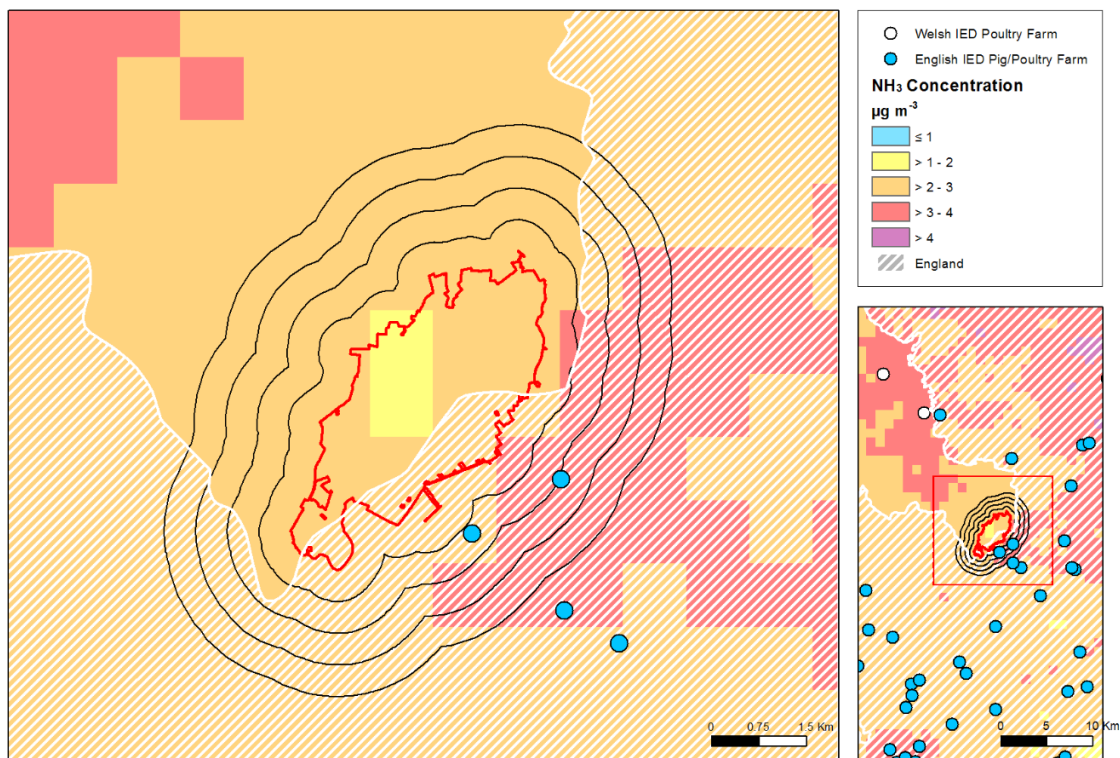 Welsh IED Poultry Farm
English IED Pig/Poultry Farm
NH₃ Concentration
µg m⁻³
≤ 1
> 1 - 2
> 2 - 3
> 3 - 4
> 4
England
0 0.75 1.5 Km
0 5 10 Km